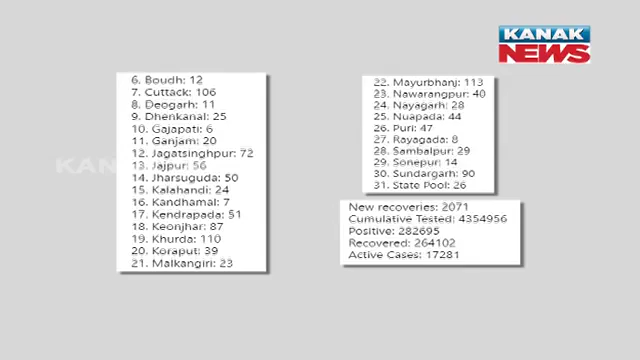 KANAK
NEWS
6. Boudh: 12
7. Cuttack: 106
8. Deogarh: 11
9. Dhenkanal: 25
10. Gajapati: 6
11. Ganjam: 20
12. Jagatsinghpur: 72
13. Jajpur: 56
14. Jharsuguda: 50
15. Kalahandi: 24
16. Kandhamal: 7
17. Kendrapada: 51
18. Keonjhar: 87
19. Khurda: 110
20. Koraput: 39
21. Malkangiri: 23
22. Mayurbhanj: 113
23. Nawarangpur: 40
24. Nayagarh: 28
25. Nuapada: 44
26. Puri: 47
27. Rayagada: 8
28. Sambalpur: 29
29. Sonepur: 14
30. Sundargarh: 90
31. State Pool: 26
New recoveries: 2071
Cumulative Tested: 4354956
Positive: 282695
Recovered: 264102
Active Cases: 17281